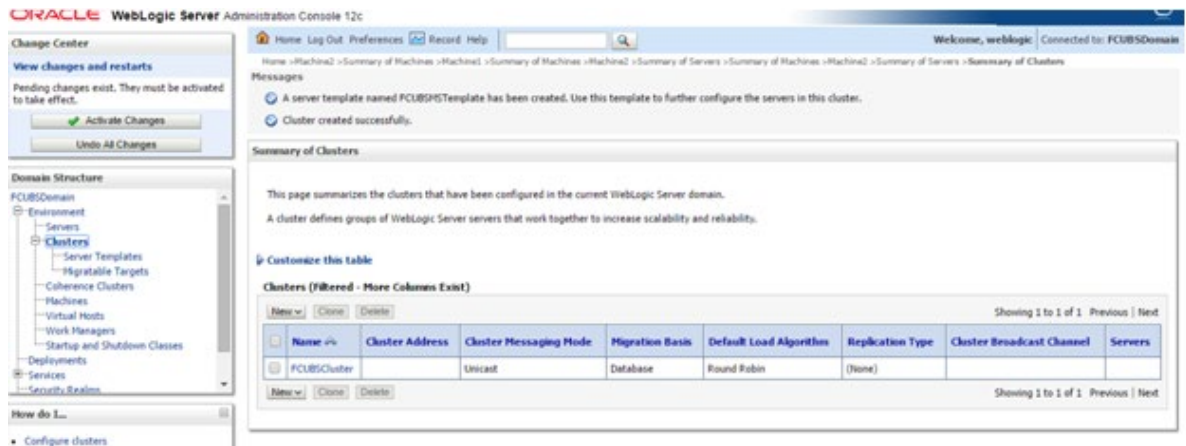 ORACLE WebLogic Server Administration Console 12c
Change Center
View changes and restarts
Pending changes exist. They must be activated
to take effect.
Activate Changes
Undo All Changes
Domain Structure
FCUBSDomain
Environment
Servers
Clusters
Server Templates
Migratable Targets
Coherence Clusters
Machines
Virtual Hosts
Work Managers
Startup and Shutdown Classes
Deployments
Services
Security Realms
How do I...
Configure clusters
Home Log Out Preferences Record Help
Welcome, weblogic Connected to: FCUBSDomain
Home >Machine2 >Summary of Machines >Machine1 >Summary of Machines >Machine2 >Summary of Servers >Summary of Machines >Machine2 >Summary of Servers >Summary of Clusters
Messages
A server template named FCUBSMSTemplate has been created. Use this template to further configure the servers in this cluster.
Cluster created successfully.
Summary of Clusters
This page summarizes the clusters that have been configured in the current WebLogic Server domain.
A cluster defines groups of WebLogic Server servers that work together to increase scalability and reliability.
Customize this table
Clusters (Filtered - More Columns Exist)
New Clone Delete Showing 1 to 1 of 1 Previous | Next
Name Cluster Address Cluster Messaging Mode Migration Basis Default Load Algorithm Replication Type Cluster Broadcast Channel Servers
FCUBSCluster Unicast Database Round Robin (None)
New Clone Delete Showing 1 to 1 of 1 Previous | Next